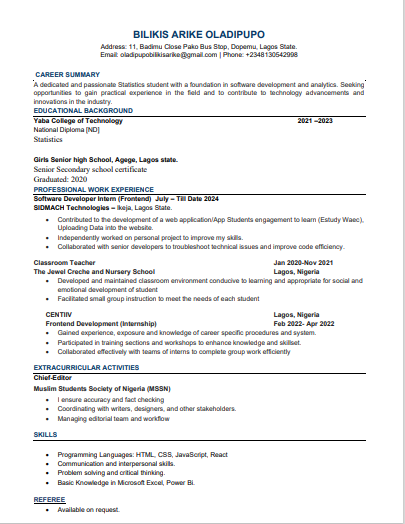 BILIKIS ARIKE OLADIPUPO
Address: 11, Badimu Close Pako Bus Stop, Dopemu, Lagos State.
Email: oladipupobilikisarike@gmail.com | Phone: +2348130542998
CAREER SUMMARY
A dedicated and passionate Statistics student with a foundation in software development and analytics. Seeking
opportunities to gain practical experience in the field and to contribute to technology advancements and
innovations in the industry.
EDUCATIONAL BACKGROUND
Yaba College of Technology 2021 –2023
National Diploma [ND]
Statistics
Girls Senior high School, Agege, Lagos state.
Senior Secondary school certificate
Graduated: 2020
PROFESSIONAL WORK EXPERIENCE
Software Developer Intern (Frontend) July – Till Date 2024
SIDMACH Technologies – Ikeja, Lagos State.
• Contributed to the development of a web application/App Students engagement to learn (Estudy Waec),
Uploading Data into the website.
• Independently worked on personal project to improve my skills.
• Collaborated with senior developers to troubleshoot technical issues and improve code efficiency.
Classroom Teacher Jan 2020-Nov 2021
The Jewel Creche and Nursery School Lagos, Nigeria
• Developed and maintained classroom environment conducive to learning and appropriate for social and
emotional development of student
• Facilitated small group instruction to meet the needs of each student
CENTIIV Lagos, Nigeria
Frontend Development (Internship) Feb 2022- Apr 2022
• Gained experience, exposure and knowledge of career specific procedures and system.
• Participated in training sections and workshops to enhance knowledge and skillset.
• Collaborated effectively with teams of interns to complete group work efficiently
EXTRACURRICULAR ACTIVITIES
Chief-Editor
Muslim Students Society of Nigeria (MSSN)
• I ensure accuracy and fact checking
• Coordinating with writers, designers, and other stakeholders.
• Managing editorial team and workflow
SKILLS
• Programming Languages: HTML, CSS, JavaScript, React
• Communication and interpersonal skills.
• Problem solving and critical thinking.
• Basic Knowledge in Microsoft Excel, Power Bi.
REFEREE
• Available on request.